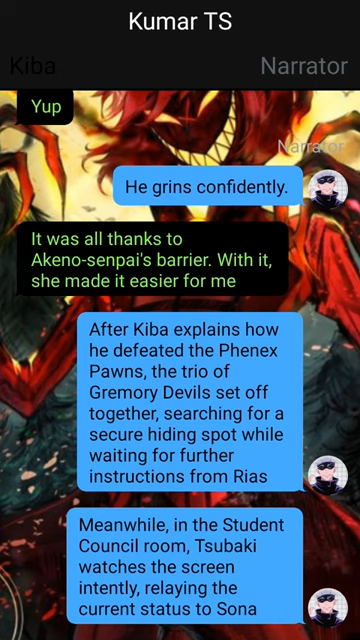 Kumar TS
Kiba
Narrator
Yup
Narrator
He grins confidently.
It was all thanks to
Akeno-senpai's barrier. With it,
she made it easier for me
After Kiba explains how
he defeated the Phenex
Pawns, the trio of
Gremory Devils set off
together, searching for a
secure hiding spot while
waiting for further
instructions from Rias
Meanwhile, in the Student
Council room, Tsubaki
watches the screen
intently, relaying the
current status to Sona